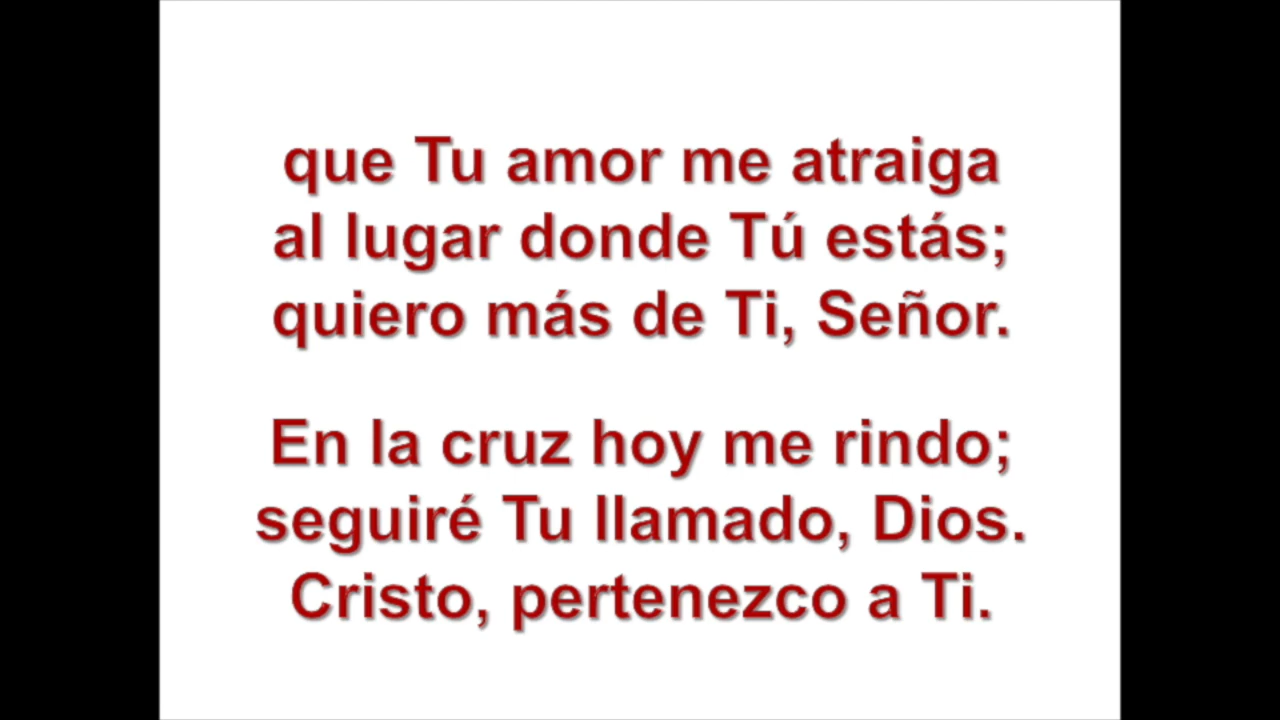 que Tu amor me atraiga
al lugar donde Tú estás;
quiero más de Ti, Señor.
En la cruz hoy me rindo;
seguiré Tu llamado, Dios.
Cristo, pertenezco a Ti.